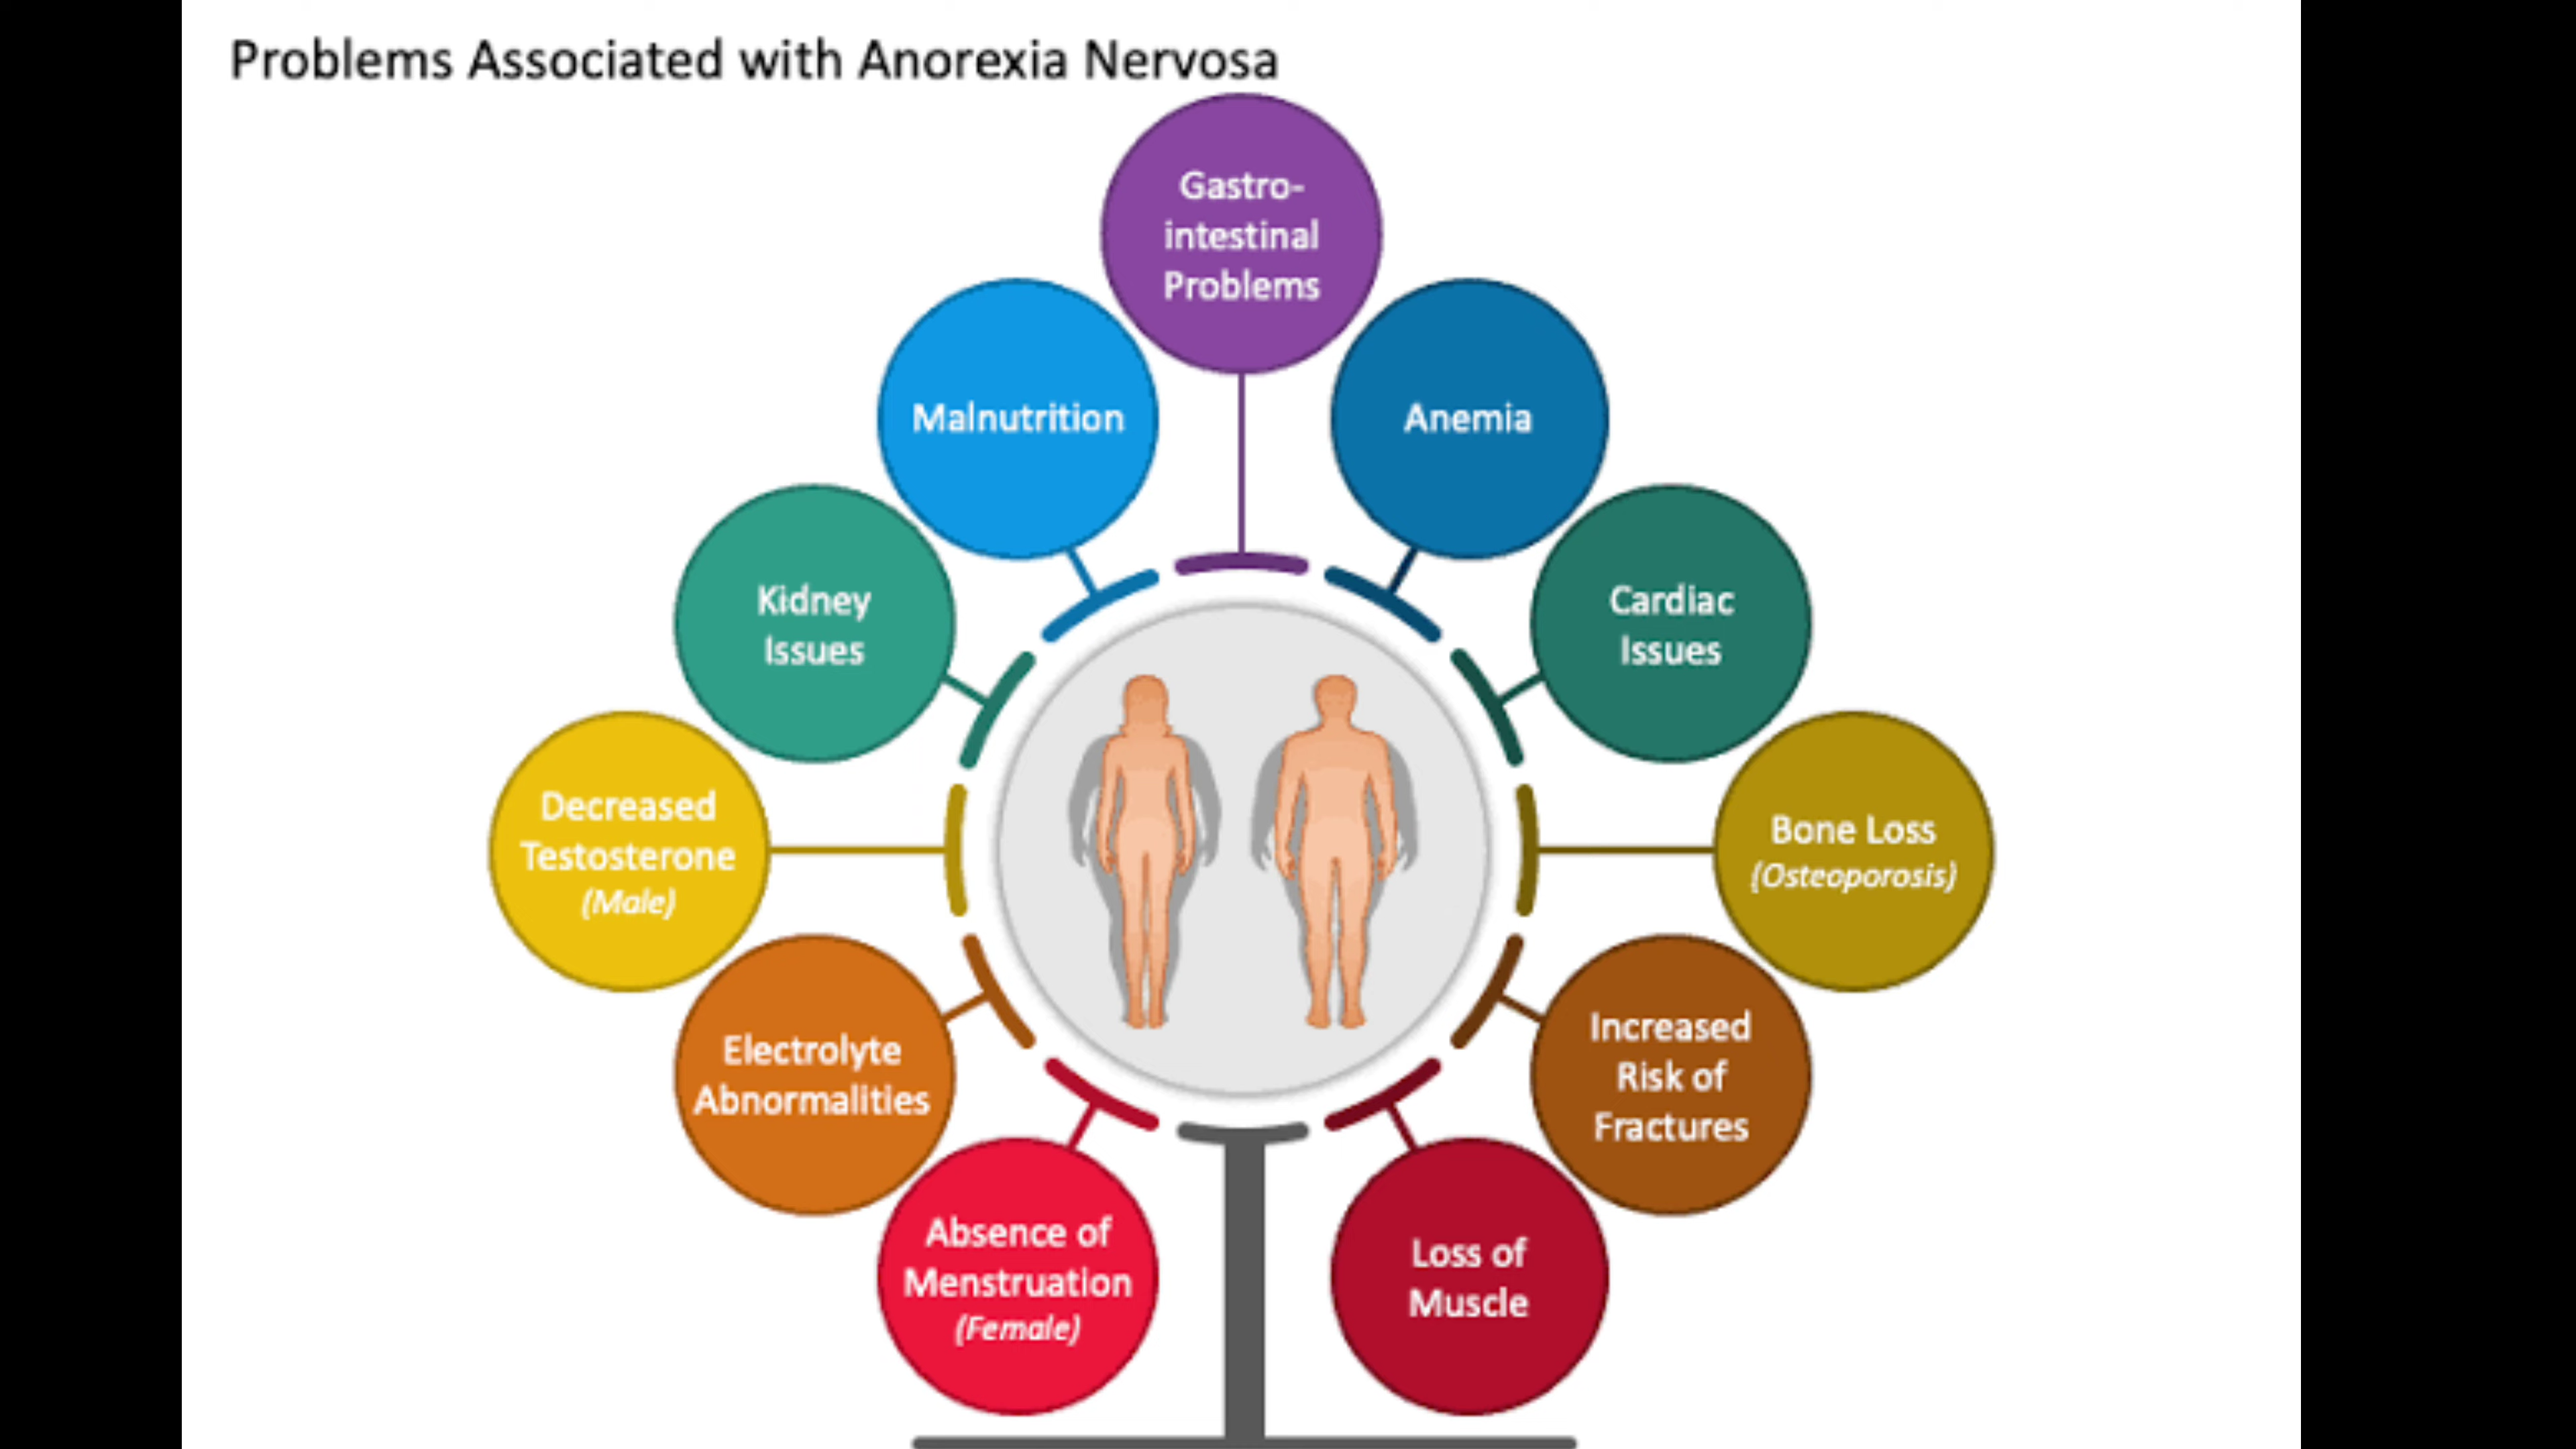 Problems Associated with Anorexia Nervosa
Gastro-
intestinal
Problems
Malnutrition
Anemia
Kidney
Issues
Cardiac
Issues
Decreased
Testosterone
(Male)
Bone Loss
(Osteoporosis)
Electrolyte
Abnormalities
Increased
Risk of
Fractures
Absence of
Menstruation
(Female)
Loss of
Muscle